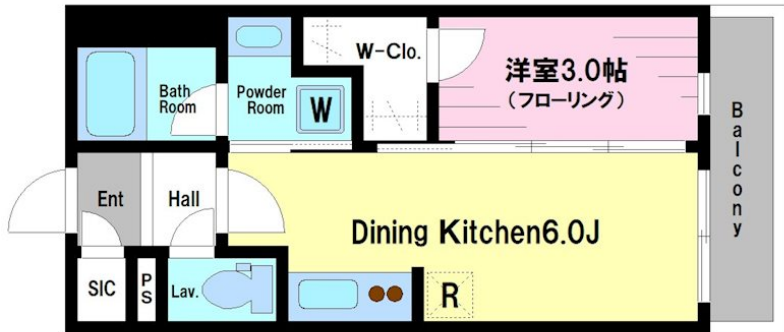 W-Clo.
洋室3.0帖
(フローリング)
Bath
Room
Powder
Room
W
Balcony
Ent
Hall
Dining Kitchen6.0J
SIC
PS
Lav.
R